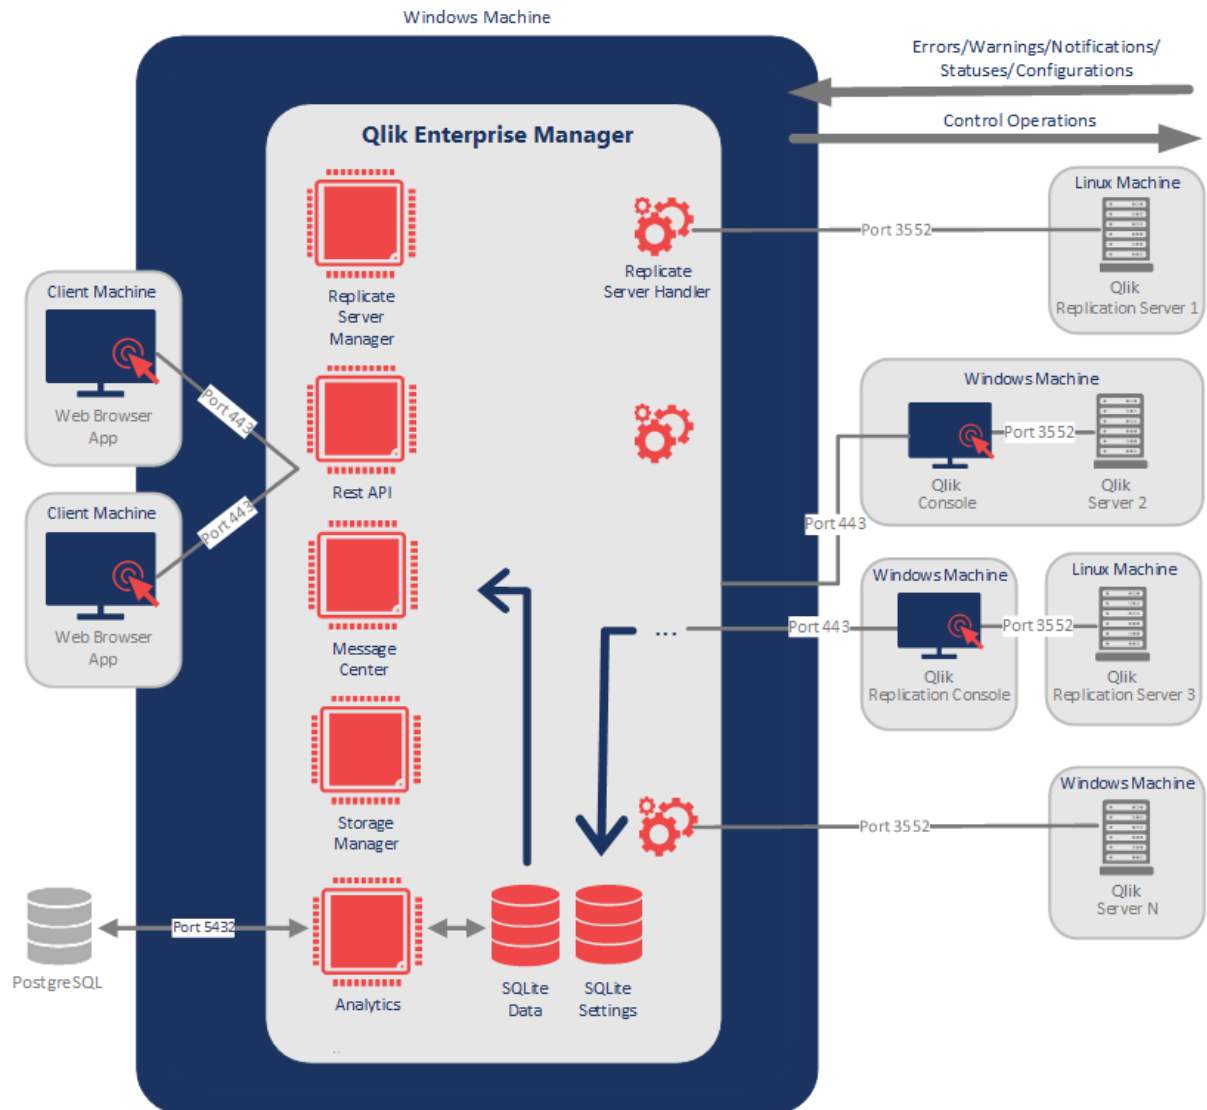 Windows Machine
Errors/Warnings/Notifications/
Statuses/Configurations
Control Operations
Qlik Enterprise Manager
Replicate
Server
Manager
Replicate
Server Handler
Port 3552
Linux Machine
Qlik
Replication Server 1
Client Machine
Web Browser
App
Port 443
Client Machine
Web Browser
App
Port 443
Rest API
Message
Center
Storage
Manager
Analytics
..
...
SQLite
Data
SQLite
Settings
Port 5432
PostgreSQL
Port 443
Windows Machine
Qlik
Console
Port 3552
Qlik
Server 2
Port 443
Windows Machine
Qlik
Replication Console
Port 3552
Linux Machine
Qlik
Replication Server 3
Port 3552
Windows Machine
Qlik
Server N